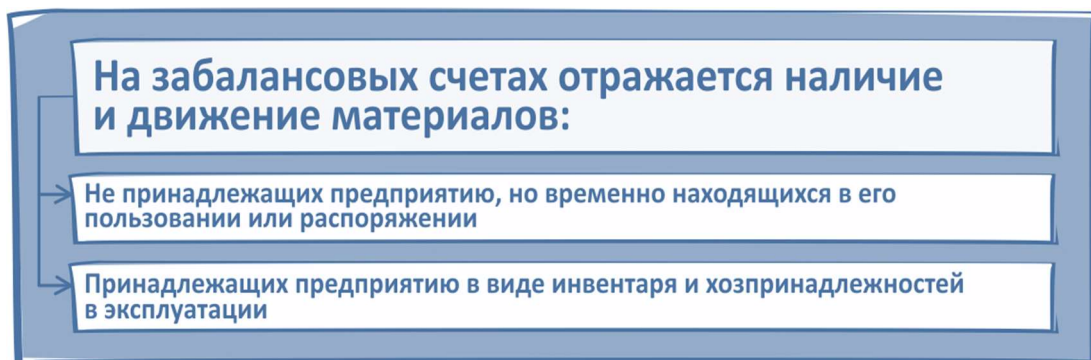 На забалансовых счетах отражается наличие
и движение материалов:
Не принадлежащих предприятию, но временно находящихся в его
пользовании или распоряжении
Принадлежащих предприятию в виде инвентаря и хозпринадлежностей
в эксплуатации